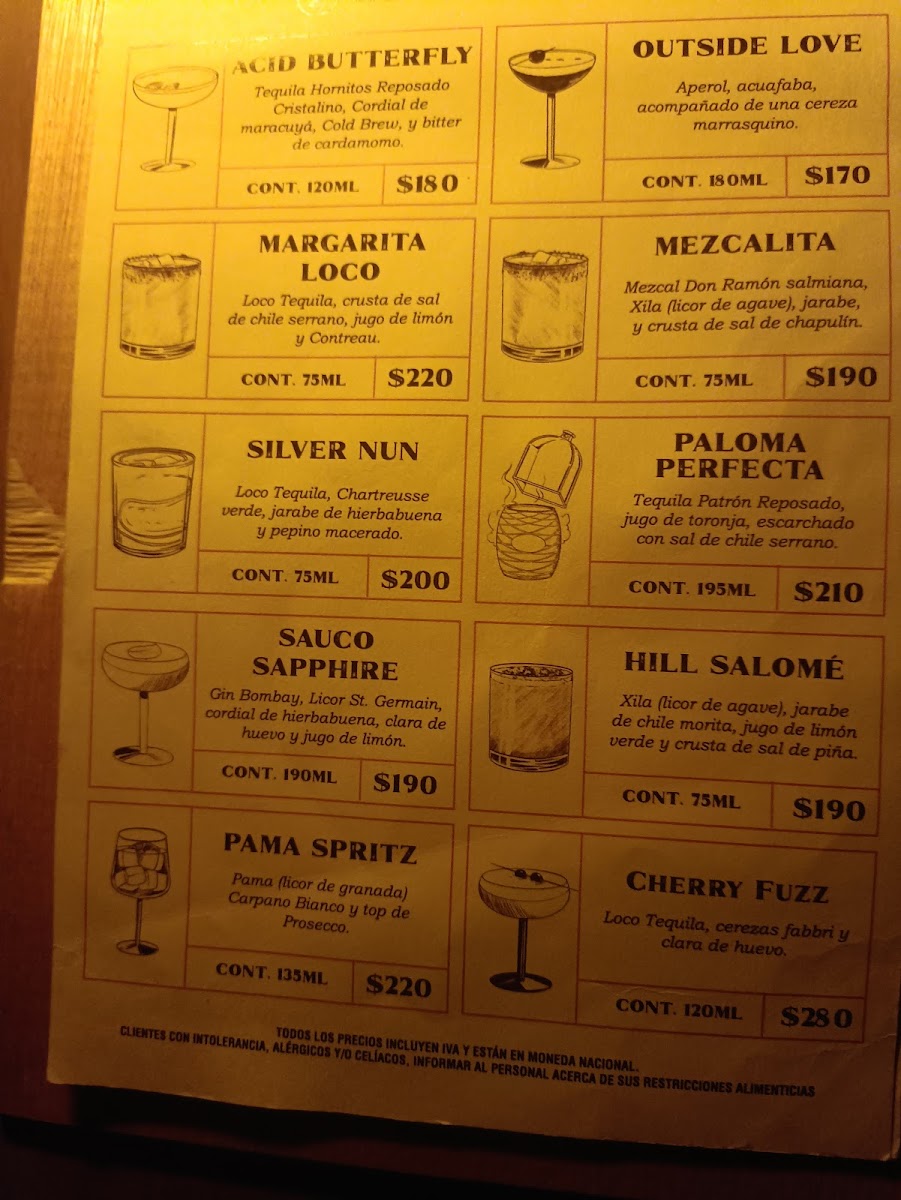 ACID BUTTERFLY
Tequila Hornitos Reposado
Cristalino, Cordial de
maracuyá, Cold Brew, y bitter
de cardamomo.
CONT. 120ML
$180
OUTSIDE LOVE
Aperol, acuafaba,
acompañado de una cereza
marrasquino.
CONT. 180ML
$170
MARGARITA
LOCO
Loco Tequila, crusta de sal
de chile serrano, jugo de limón
y Contreau.
CONT. 75ML
$220
MEZCALITA
Mezcal Don Ramón salmiana,
Xila (licor de agave), jarabe,
y crusta de sal de chapulín.
CONT. 75ML
$190
SILVER NUN
Loco Tequila, Chartreusse
verde, jarabe de hierbabuena
y pepino macerado.
CONT. 75ML
$200
PALOMA
PERFECTA
Tequila Patrón Reposado,
jugo de toronja, escarchado
con sal de chile serrano.
CONT. 195ML
$210
SAUCO
SAPPHIRE
Gin Bombay, Licor St. Germain,
cordial de hierbabuena, clara de
huevo y jugo de limón.
CONT. 190ML
$190
HILL SALOMÉ
Xila (licor de agave), jarabe
de chile morita, jugo de limón
verde y crusta de sal de piña.
CONT. 75ML
$190
PAMA SPRITZ
Pama (licor de granada)
Carpano Bianco y top de
Prosecco.
CONT. 135ML
$220
CHERRY FUZZ
Loco Tequila, cerezas fabbri y
clara de huevo.
CONT. 120ML
$280
TODOS LOS PRECIOS INCLUYEN IVA Y ESTÁN EN MONEDA NACIONAL.
CLIENTES CON INTOLERANCIA, ALÉRGICOS Y/O CELÍACOS, INFORMAR AL PERSONAL ACERCA DE SUS RESTRICCIONES ALIMENTICIAS